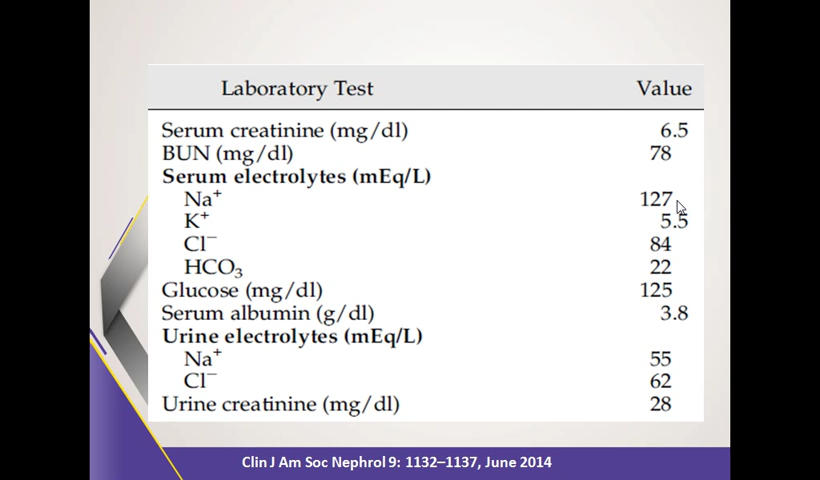 Laboratory Test Value
Serum creatinine (mg/dl) 6.5
BUN (mg/dl) 78
Serum electrolytes (mEq/L)
Na⁺ 127
K⁺ 5.5
Cl⁻ 84
HCO₃ 22
Glucose (mg/dl) 125
Serum albumin (g/dl) 3.8
Urine electrolytes (mEq/L)
Na⁺ 55
Cl⁻ 62
Urine creatinine (mg/dl) 28
Clin J Am Soc Nephrol 9: 1132–1137, June 2014